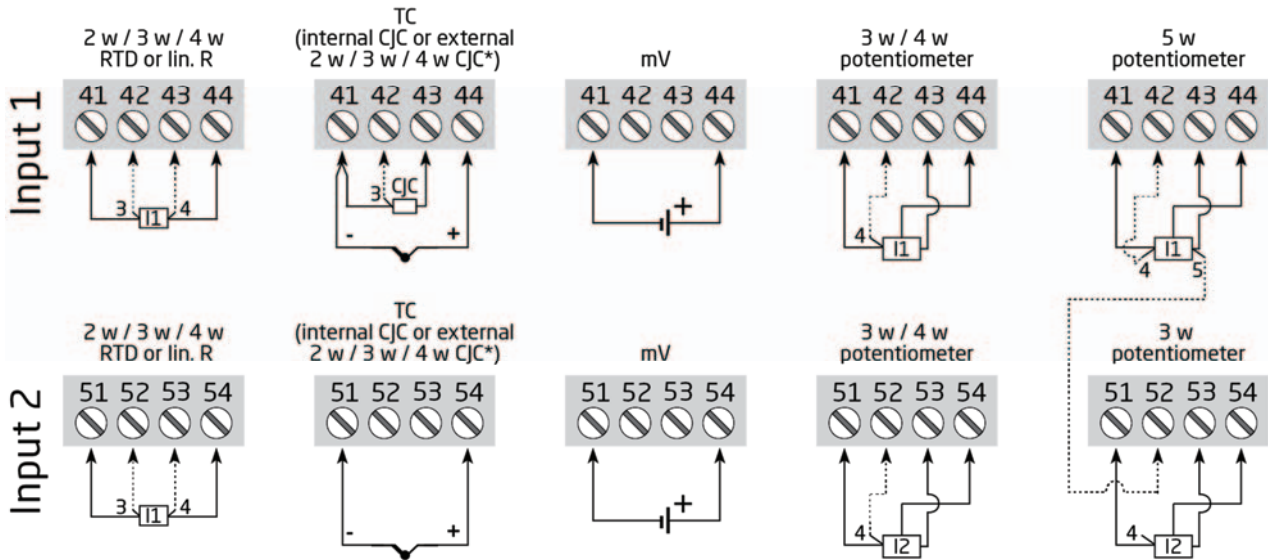 Input 1
2 w / 3 w / 4 w
RTD or lin. R
41 42 43 44
3 I1 4
TC
(internal CJC or external
2 w / 3 w / 4 w CJC*)
41 42 43 44
3 CJC
- +
mV
41 42 43 44
+
3 w / 4 w
potentiometer
41 42 43 44
4 I1
5 w
potentiometer
41 42 43 44
4 I1 5
Input 2
2 w / 3 w / 4 w
RTD or lin. R
51 52 53 54
3 I1 4
TC
(internal CJC or external
2 w / 3 w / 4 w CJC*)
51 52 53 54
- +
mV
51 52 53 54
+
3 w / 4 w
potentiometer
51 52 53 54
4 I2
3 w
potentiometer
51 52 53 54
4 I2